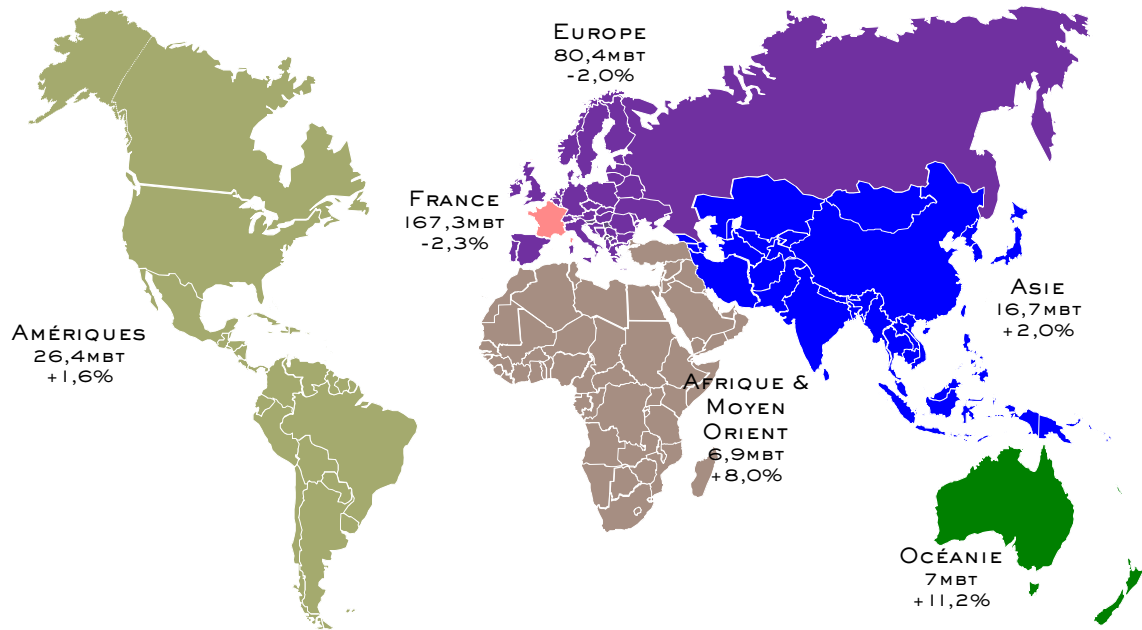 Europe
80,4mbt
-2,0%
France
167,3mbt
-2,3%
Asie
16,7mbt
+2,0%
Amériques
26,4mbt
+1,6%
Afrique &
Moyen
Orient
6,9mbt
+8,0%
Océanie
7mbt
+11,2%